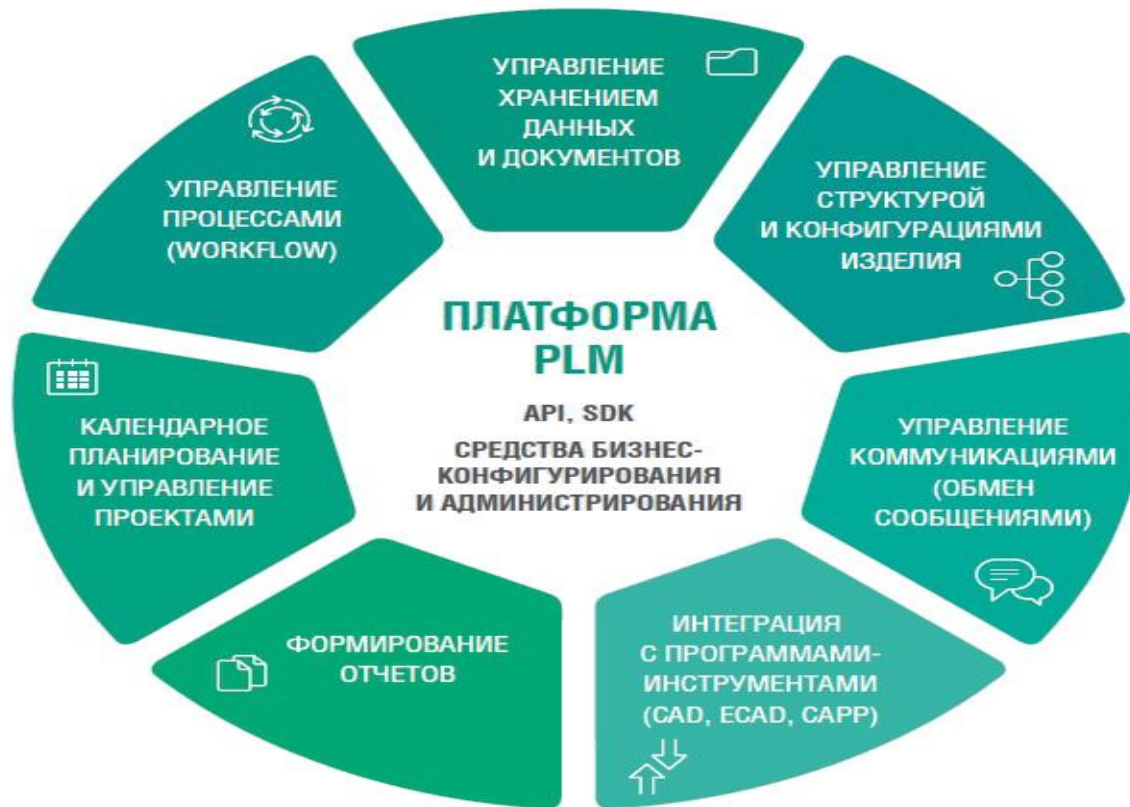 УПРАВЛЕНИЕ
ХРАНЕНИЕМ
ДАННЫХ
И ДОКУМЕНТОВ
УПРАВЛЕНИЕ
СТРУКТУРОЙ
И КОНФИГУРАЦИЯМИ
ИЗДЕЛИЯ
УПРАВЛЕНИЕ
КОММУНИКАЦИЯМИ
(ОБМЕН
СООБЩЕНИЯМИ)
ИНТЕГРАЦИЯ
С ПРОГРАММАМИ-
ИНСТРУМЕНТАМИ
(CAD, ECAD, CAPP)
ФОРМИРОВАНИЕ
ОТЧЕТОВ
КАЛЕНДАРНОЕ
ПЛАНИРОВАНИЕ
И УПРАВЛЕНИЕ
ПРОЕКТАМИ
УПРАВЛЕНИЕ
ПРОЦЕССАМИ
(WORKFLOW)
ПЛАТФОРМА
PLM
API, SDK
СРЕДСТВА БИЗНЕС-
КОНФИГУРИРОВАНИЯ
И АДМИНИСТРИРОВАНИЯ